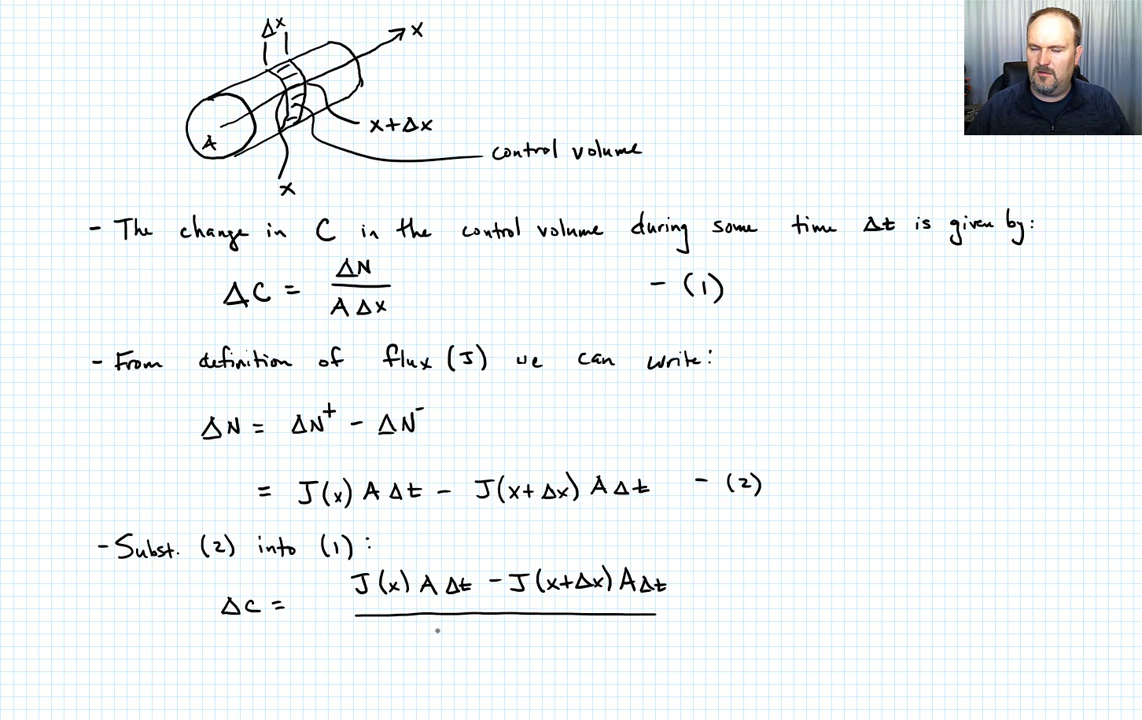 Δx
x
A
x+Δx
control volume
x
- The change in C in the control volume during some time Δt is given by:
ΔC = ΔN / A Δx - (1)
- From definition of flux (J) we can write:
ΔN = ΔN⁺ - ΔN⁻
= J(x) A Δt - J(x+Δx) A Δt - (2)
- Subst. (2) into (1):
ΔC = J(x) A Δt - J(x+Δx) A Δt